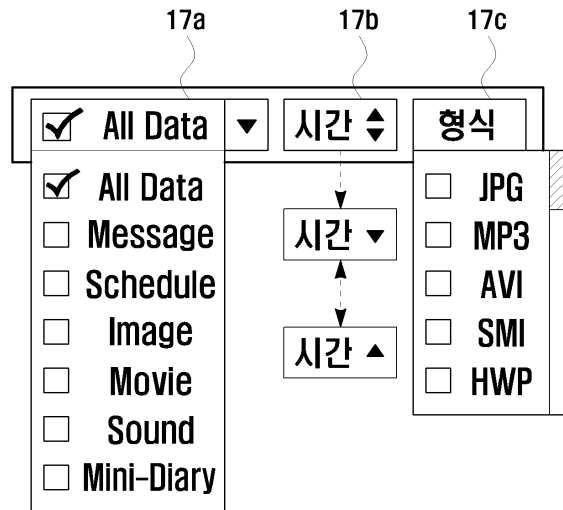 17a 17b 17c
All Data 시간 형식
All Data
Message
Schedule
Image
Movie
Sound
Mini-Diary
시간
시간
JPG
MP3
AVI
SMI
HWP